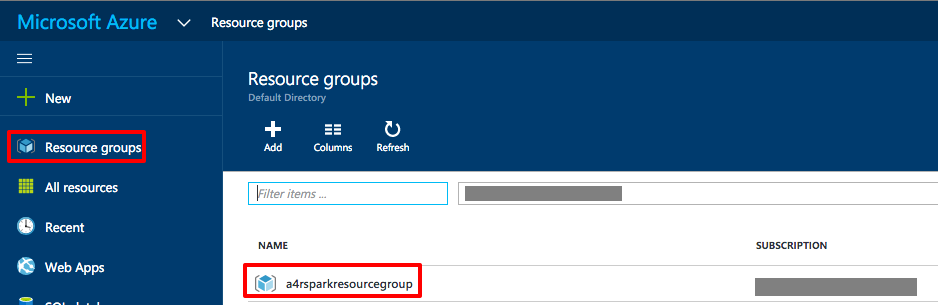 Microsoft Azure Resource groups
New
Resource groups
All resources
Recent
Web Apps
Resource groups
Default Directory
Add Columns Refresh
Filter items ...
NAME SUBSCRIPTION
a4rsparkresourcegroup